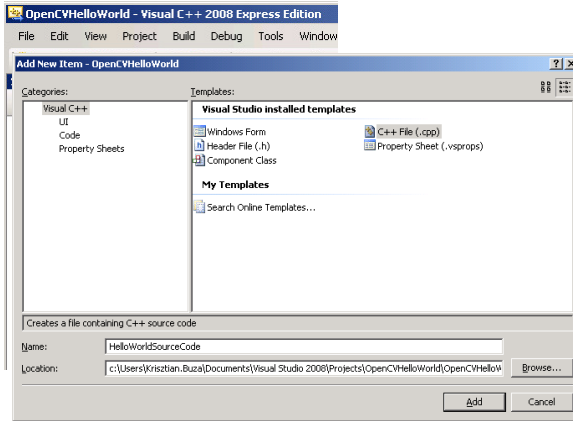 OpenCVHelloWorld - Visual C++ 2008 Express Edition
File Edit View Project Build Debug Tools Window
Add New Item - OpenCVHelloWorld
Categories:
Templates:
Visual C++
UI
Code
Property Sheets
Visual Studio installed templates
Windows Form
C++ File (.cpp)
Header File (.h)
Property Sheet (.vsprops)
Component Class
My Templates
Search Online Templates...
Creates a file containing C++ source code
Name: HelloWorldSourceCode
Location: c:\Users\Krisztian.Buza\Documents\Visual Studio 2008\Projects\OpenCVHelloWorld\OpenCVHelloW
Browse...
Add Cancel